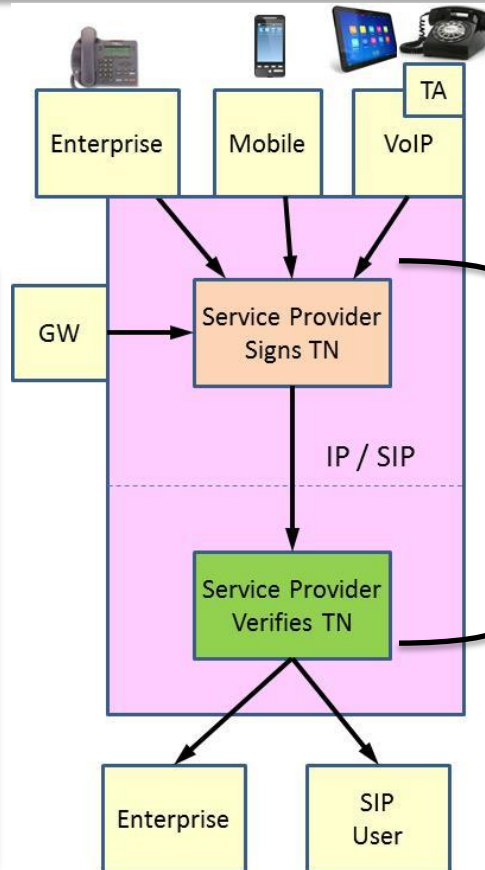 TA
Enterprise
Mobile
VoIP
GW
Service Provider
Signs TN
IP / SIP
Service Provider
Verifies TN
Enterprise
SIP
User